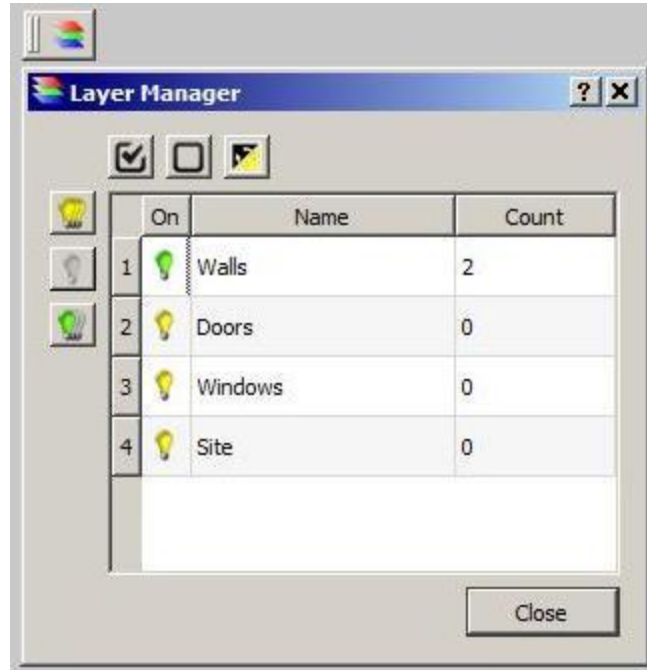 Layer Manager
On Name Count
1 Walls 2
2 Doors 0
3 Windows 0
4 Site 0
Close